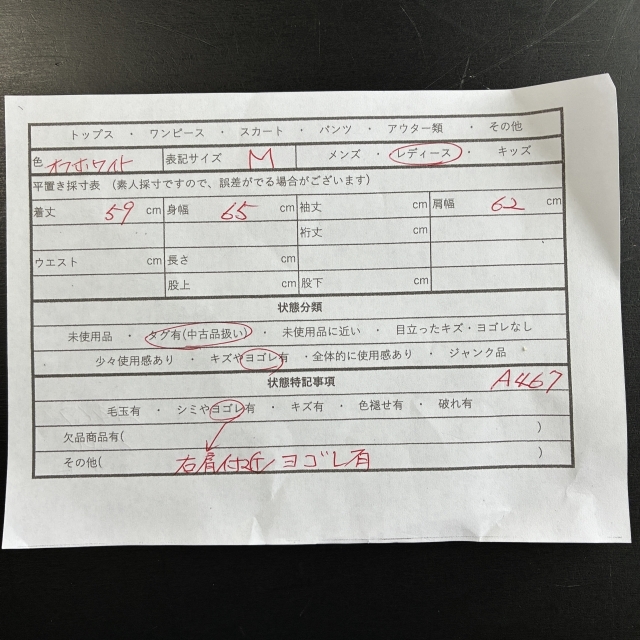 トップス ・ ワンピース ・ スカート ・ パンツ ・ アウター類 ・ その他
色 オフホワイト 表記サイズ M メンズ ・ レディース ・ キッズ
平置き採寸表 (素人採寸ですので、誤差がでる場合がございます)
着丈 59 cm 身幅 65 cm 袖丈 cm 肩幅 62 cm
裄丈 cm
ウエスト cm 長さ cm
股上 cm 股下 cm
状態分類
未使用品 ・ タグ有(中古品扱い) ・ 未使用品に近い ・ 目立ったキズ・ヨゴレなし
少々使用感あり ・ キズやヨゴレ有 ・全体的に使用感あり ・ ジャンク品
状態特記事項 A467
毛玉有 ・ シミやヨゴレ有 ・ キズ有 ・ 色褪せ有 ・ 破れ有
欠品商品有( )
その他( 右肩付近ヨゴレ有 )